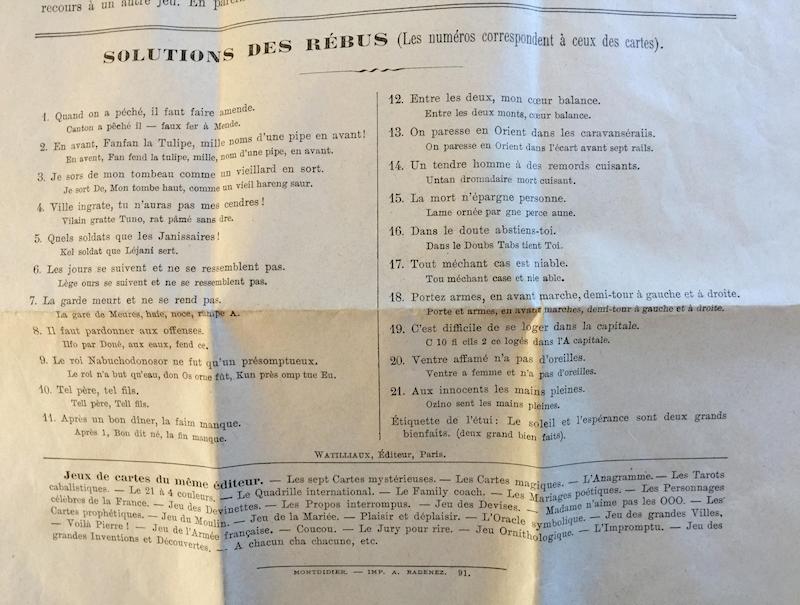 recours à un autre jeu. En
SOLUTIONS DES RÉBUS (Les numéros correspondent à ceux des cartes).
1. Quand on a péché, il faut faire amende.
Canton a pêché il — faux fer à Mende.
2. En avant, Fanfan la Tulipe, mille noms d'une pipe en avant!
En avent, Fan fend la tulipe, mille, nom d'une pipe, en avant.
3. Je sors de mon tombeau comme un vieillard en sort.
Je sort De, Mon tombe haut, comme un vieil hareng saur.
4. Ville ingrate, tu n'auras pas mes cendres!
Vilain gratte Tuno, rat pâmé sans dre.
5. Quels soldats que les Janissaires!
Kel soldat que Léjani sert.
6. Les jours se suivent et ne se ressemblent pas.
Lège ours se suivent et ne se ressemblent pas.
7. La garde meurt et ne se rend pas.
La gare de Meurés, haie, noce, rampe A.
8. Il faut pardonner aux offenses.
Ilfo par Doné, aux eaux, fend ce.
9. Le roi Nabuchodonosor ne fut qu'un présomptueux.
Le roi n'a but qu'eau, don Os orne fût, Kun près omp tue Eu.
10. Tel père, tel fils.
Tell père, Tell fils.
11. Après un bon dîner, la faim manque.
Après 1, Bon dit né, la fin manque.
12. Entre les deux, mon cœur balance.
Entre les deux monts, cœur balance.
13. On paresse en Orient dans les caravansérails.
On paresse en Orient dans l'écart avant sept rails.
14. Un tendre homme à des remords cuisants.
Untan dromadaire mort cuisant.
15. La mort n'épargne personne.
Lame ornée par gne perce aune.
16. Dans le doute abstiens-toi.
Dans le Doubs Tabs tient Toi.
17. Tout méchant cas est niable.
Tou méchant case et nie able.
18. Portez armes, en avant marche, demi-tour à gauche et à droite.
Porte et armes, en avant marches, demi-tour à gauche et à droite.
19. C'est difficile de se loger dans la capitale.
C 10 fi cils 2 ce logés dans l'A capitale.
20. Ventre affamé n'a pas d'oreilles.
Ventre a femme et n'a pas d'oreilles.
21. Aux innocents les mains pleines.
Ozino sent les mains pleines.
Étiquette de l'étui: Le soleil et l'espérance sont deux grands
bienfaits. (deux grand bien faits).
WATILLIAUX, Éditeur, Paris.
Jeux de cartes du même éditeur. — Les sept Cartes mystérieuses. — Les Cartes magiques. — L'Anagramme. — Les Tarots
cabalistiques. — Le 21 à 4 couleurs. — Le Quadrille international. — Le Family coach. — Les Mariages poétiques. — Les Personnages
célèbres de la France. — Jeu des Devinettes. — Les Propos interrompus. — Jeu des Devises. — Madame n'aime pas les OOO. — Les
Cartes prophétiques. — Jeu du Moulin. — Jeu de la Mariée. — Plaisir et déplaisir. — L'Oracle symbolique. — Jeu des grandes Villes,
— Voilà Pierre! — Jeu de l'Armée française. — Coucou. — Le Jury pour rire. — Jeu Ornithologique. — L'Impromptu. — Jeu des
grandes Inventions et Découvertes. — A chacun cha chacune, etc.
MONTDIDIER. — IMP. A. RADENEZ. 91.